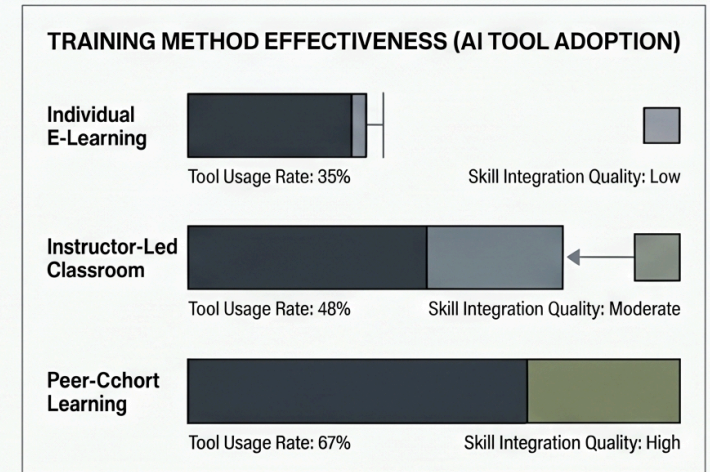 TRAINING METHOD EFFECTIVENESS (AI TOOL ADOPTION)
Individual
E-Learning
Tool Usage Rate: 35%
Skill Integration Quality: Low
Instructor-Led
Classroom
Tool Usage Rate: 48%
Skill Integration Quality: Moderate
Peer-Cchort
Learning
Tool Usage Rate: 67%
Skill Integration Quality: High